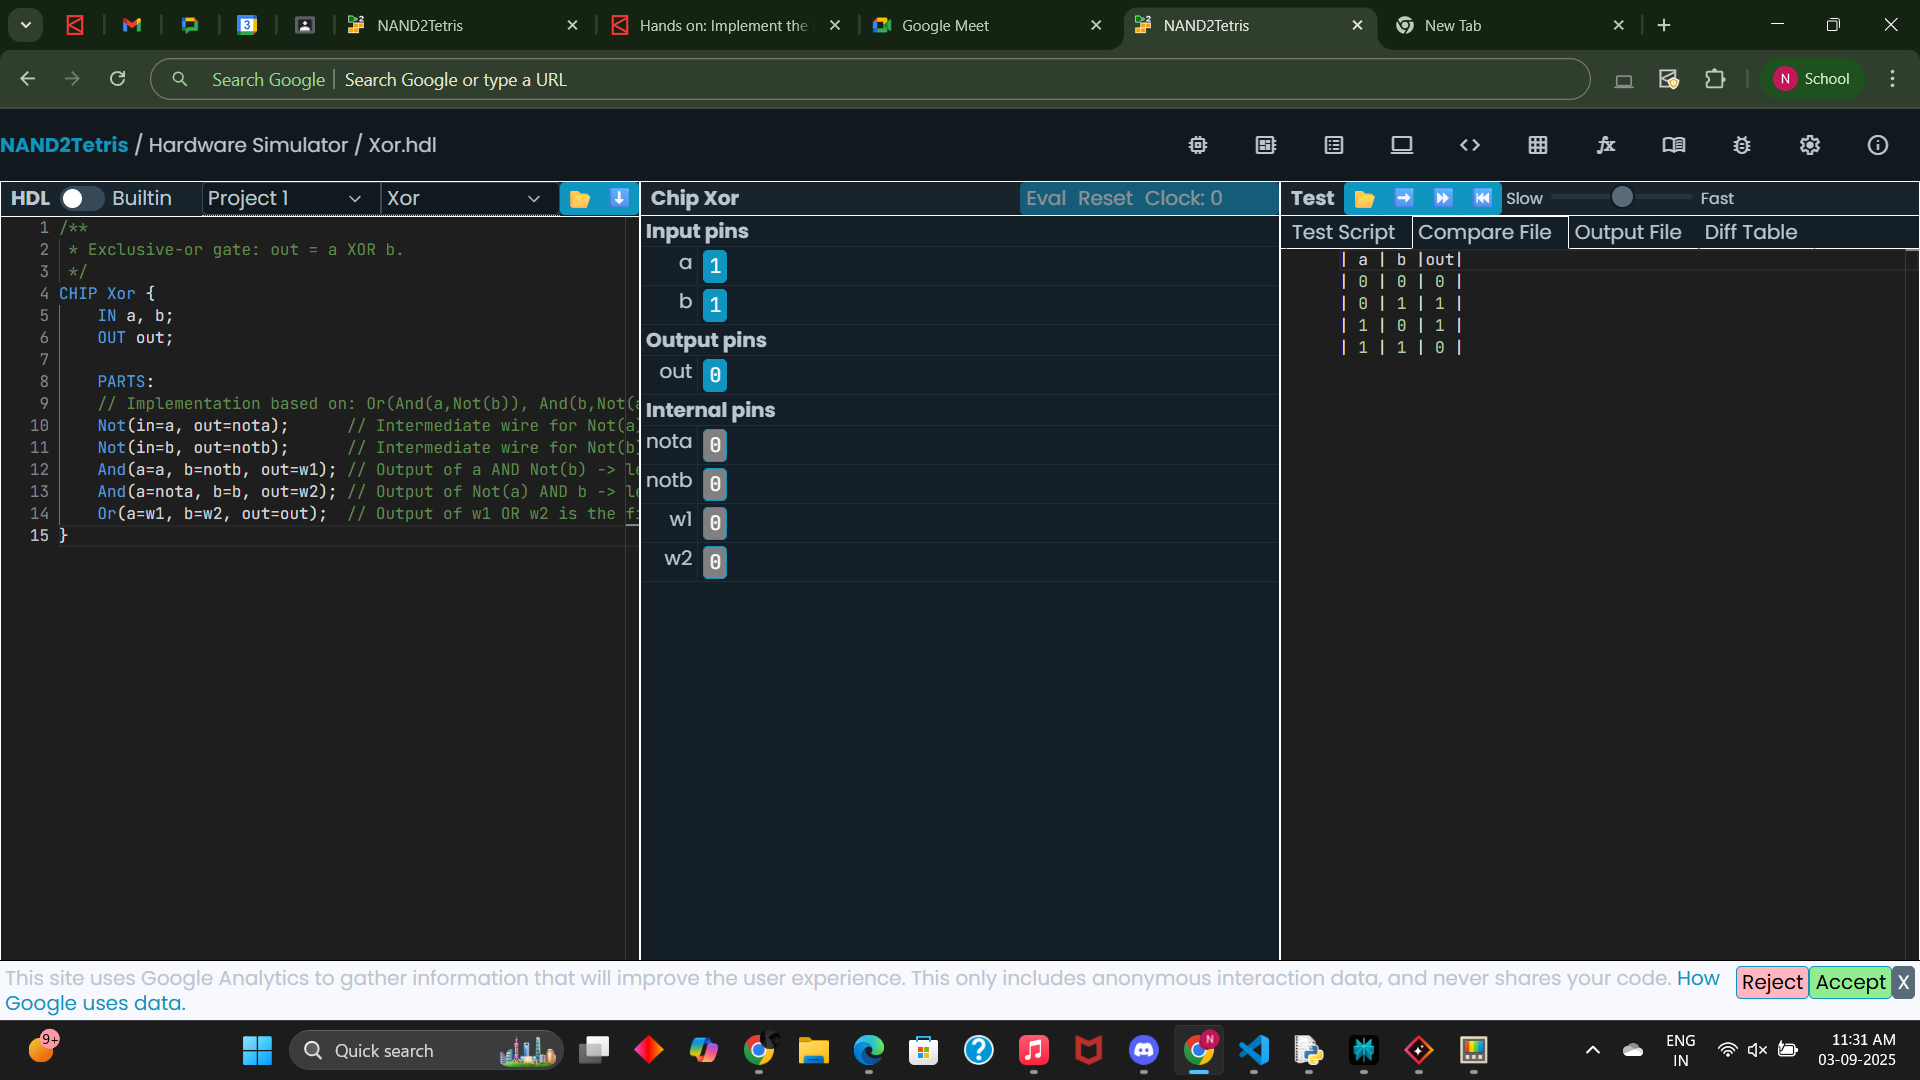 NAND2Tetris
Hands on: Implement the
Google Meet
NAND2Tetris
New Tab
Search Google | Search Google or type a URL
N School
NAND2Tetris / Hardware Simulator / Xor.hdl
HDL Builtin Project 1 Xor
1 /**
2 * Exclusive-or gate: out = a XOR b.
3 */
4 CHIP Xor {
5 IN a, b;
6 OUT out;
7
8 PARTS:
9 // Implementation based on: Or(And(a,Not(b)), And(b,Not(a
10 Not(in=a, out=nota); // Intermediate wire for Not(a)
11 Not(in=b, out=notb); // Intermediate wire for Not(b)
12 And(a=a, b=notb, out=w1); // Output of a AND Not(b) -> le
13 And(a=nota, b=b, out=w2); // Output of Not(a) AND b -> le
14 Or(a=w1, b=w2, out=out); // Output of w1 OR w2 is the fi
15 }
Chip Xor Eval Reset Clock: 0
Input pins
a 1
b 1
Output pins
out 0
Internal pins
nota 0
notb 0
w1 0
w2 0
Test Slow Fast
Test Script Compare File Output File Diff Table
| a | b |out|
| 0 | 0 | 0 |
| 0 | 1 | 1 |
| 1 | 0 | 1 |
| 1 | 1 | 0 |
This site uses Google Analytics to gather information that will improve the user experience. This only includes anonymous interaction data, and never shares your code. How
Google uses data.
Reject Accept X
9+
Quick search
N
ENG
IN
11:31 AM
03-09-2025